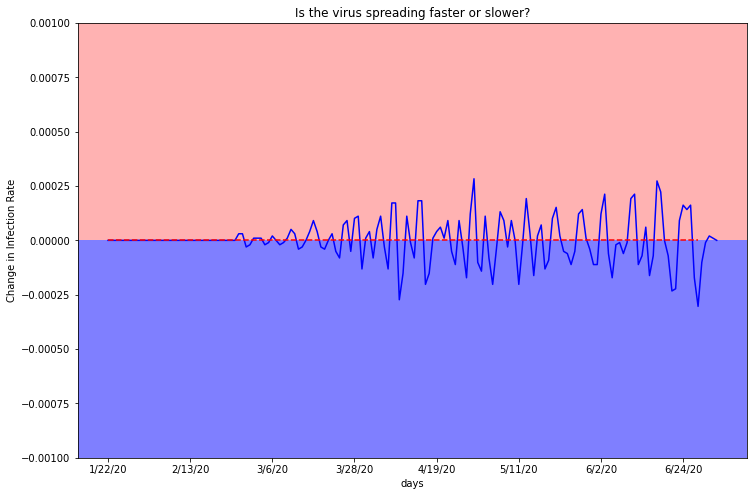 Is the virus spreading faster or slower?
0.00100
0.00075
0.00050
0.00025
0.00000
−0.00025
−0.00050
−0.00075
−0.00100
Change in Infection Rate
1/22/20 2/13/20 3/6/20 3/28/20 4/19/20 5/11/20 6/2/20 6/24/20
days